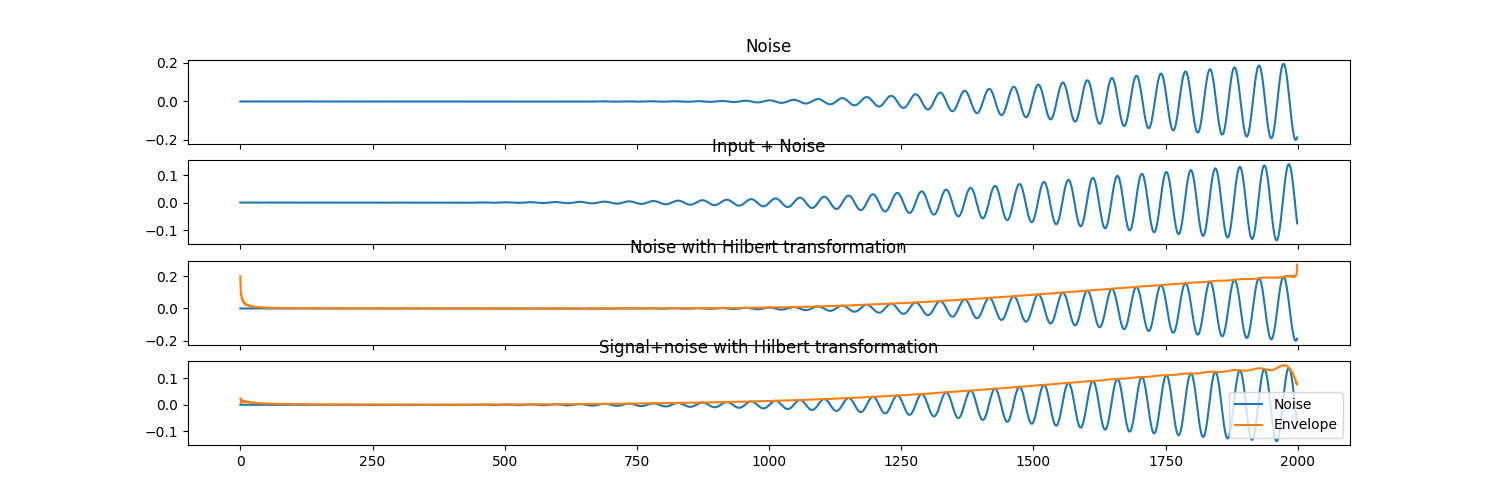 Noise
0.2
0.0
−0.2
Input + Noise
0.1
0.0
−0.1
Noise with Hilbert transformation
0.2
0.0
−0.2
Signal+noise with Hilbert transformation
0.1
0.0
−0.1
Noise
Envelope
0 250 500 750 1000 1250 1500 1750 2000